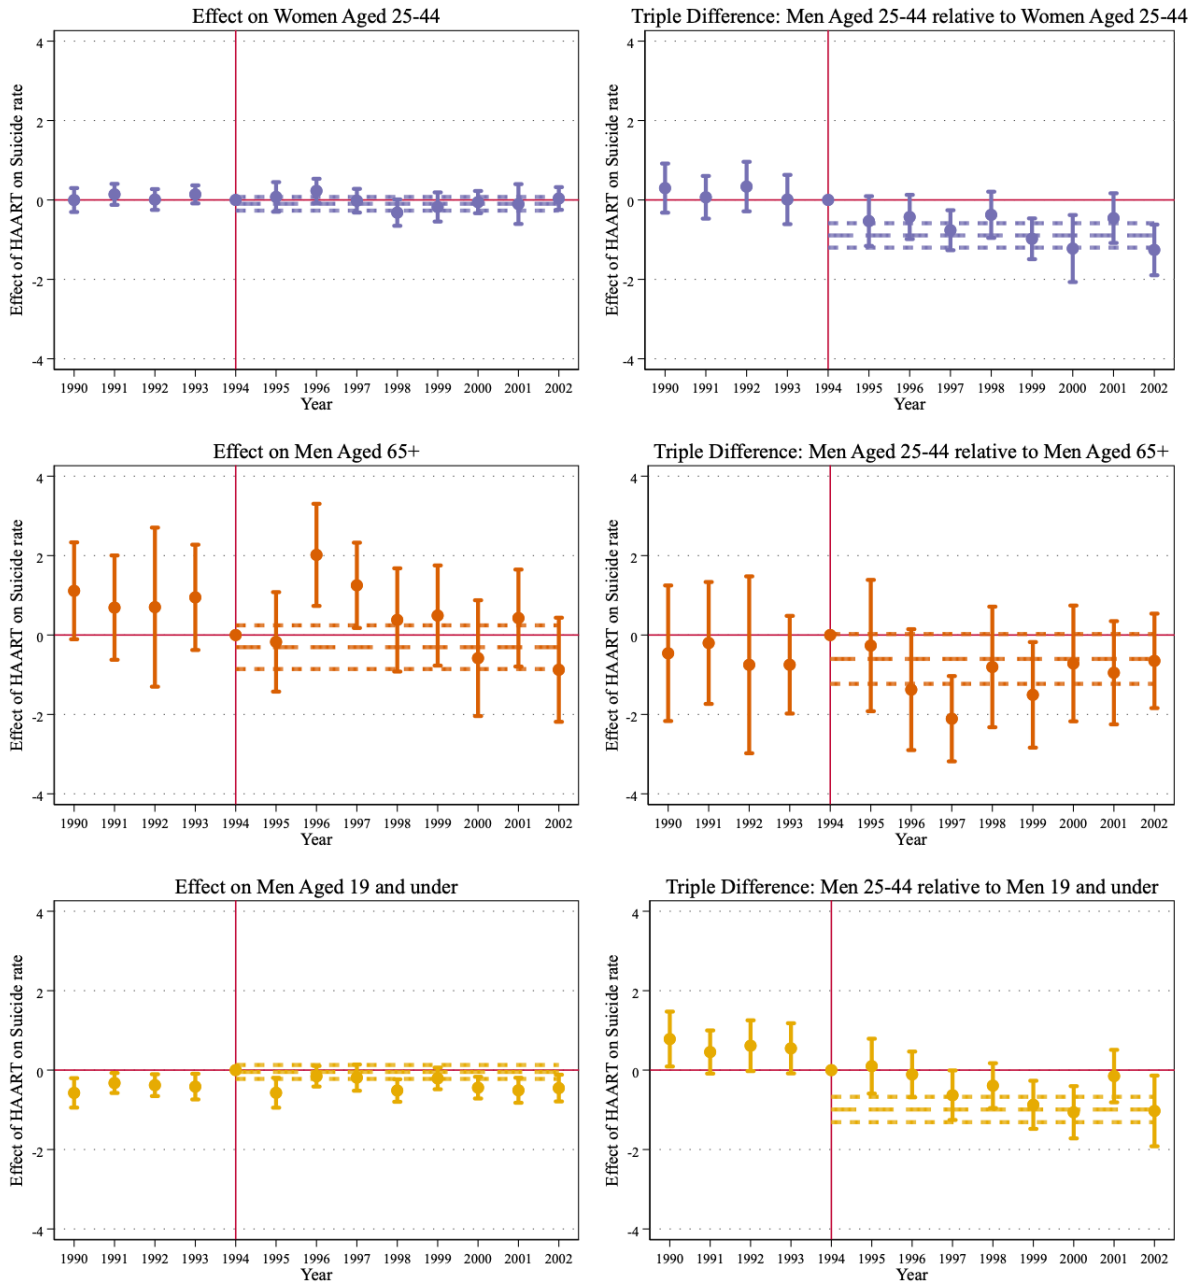 Effect on Women Aged 25-44
Effect of HAART on Suicide rate
4
2
0
-2
-4
1990 1991 1992 1993 1994 1995 1996 1997 1998 1999 2000 2001 2002
Year
Triple Difference: Men Aged 25-44 relative to Women Aged 25-44
Effect of HAART on Suicide rate
4
2
0
-2
-4
1990 1991 1992 1993 1994 1995 1996 1997 1998 1999 2000 2001 2002
Year
Effect on Men Aged 65+
Effect of HAART on Suicide rate
4
2
0
-2
-4
1990 1991 1992 1993 1994 1995 1996 1997 1998 1999 2000 2001 2002
Year
Triple Difference: Men Aged 25-44 relative to Men Aged 65+
Effect of HAART on Suicide rate
4
2
0
-2
-4
1990 1991 1992 1993 1994 1995 1996 1997 1998 1999 2000 2001 2002
Year
Effect on Men Aged 19 and under
Effect of HAART on Suicide rate
4
2
0
-2
-4
1990 1991 1992 1993 1994 1995 1996 1997 1998 1999 2000 2001 2002
Year
Triple Difference: Men 25-44 relative to Men 19 and under
Effect of HAART on Suicide rate
4
2
0
-2
-4
1990 1991 1992 1993 1994 1995 1996 1997 1998 1999 2000 2001 2002
Year